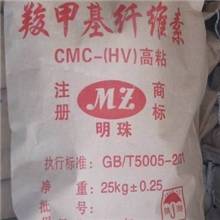 羧甲基纤维素
CMC-(HV)高粘
注册 MZ 商标
明珠
执行标准：GB/T5005-201
净 重：25kg±0.25